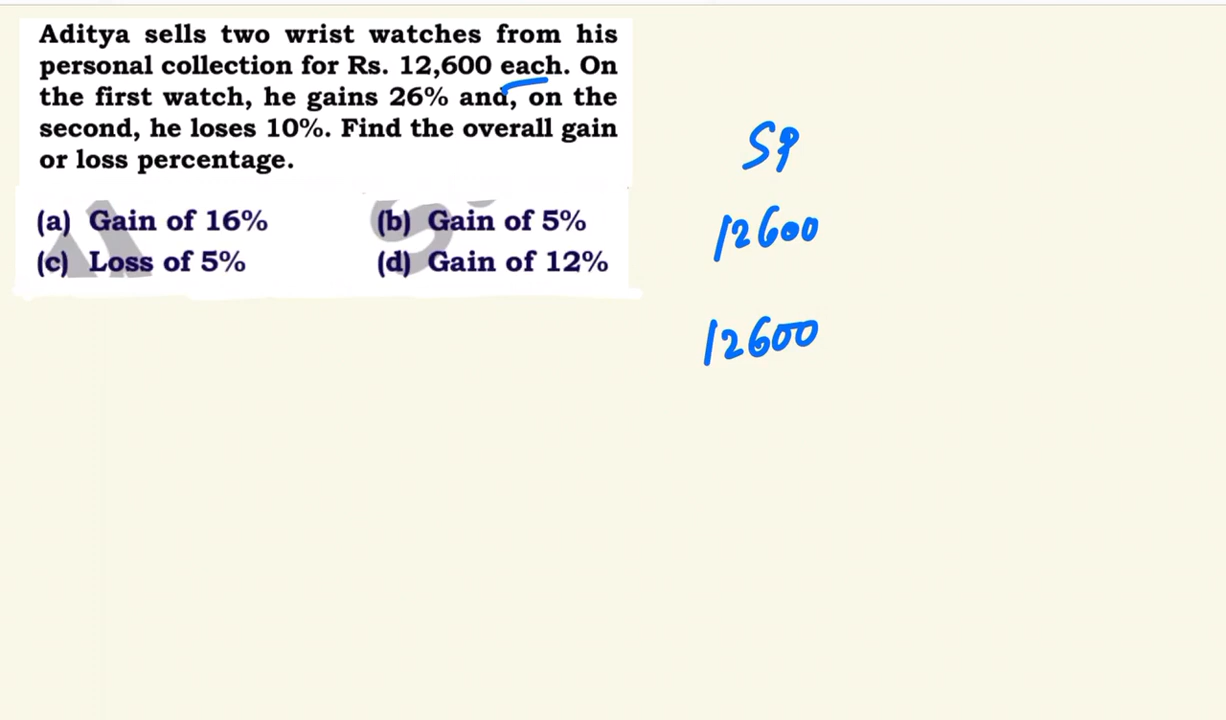 Aditya sells two wrist watches from his
personal collection for Rs. 12,600 each. On
the first watch, he gains 26% and, on the
second, he loses 10%. Find the overall gain
or loss percentage.
(a) Gain of 16% (b) Gain of 5%
(c) Loss of 5% (d) Gain of 12%
SP
12600
12600